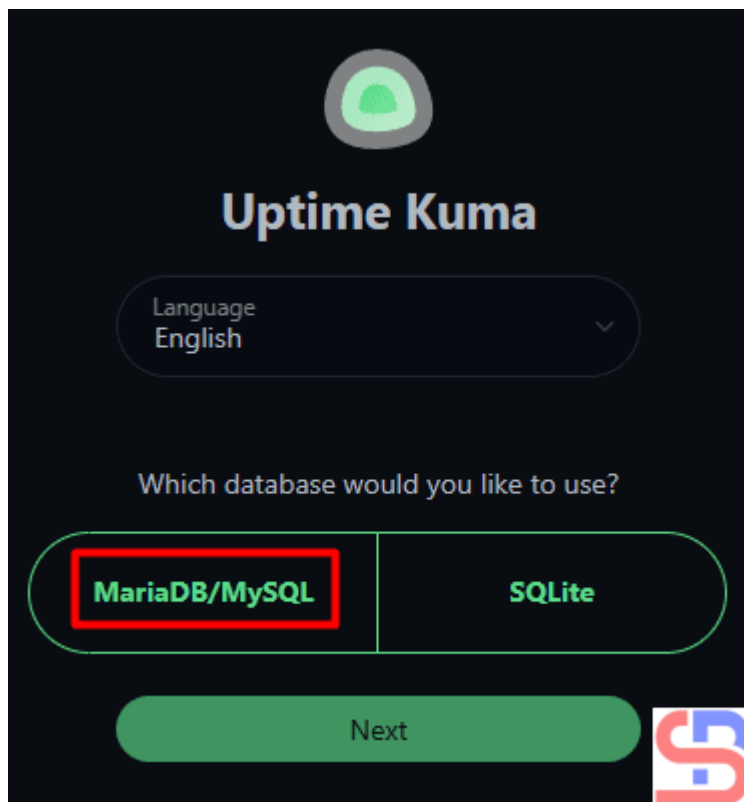 Uptime Kuma
Language
English
Which database would you like to use?
MariaDB/MySQL
SQLite
Next